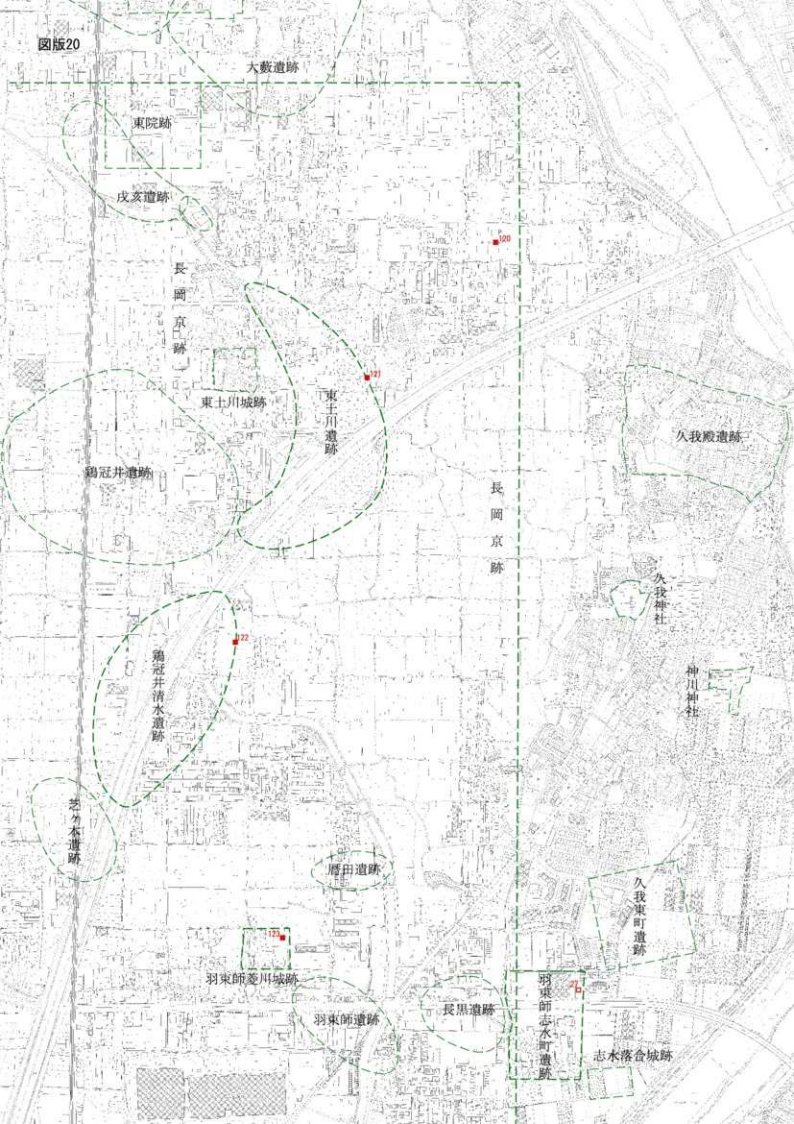 図版20
大藪遺跡
東院跡
戌亥遺跡
120
長岡京跡
121
東土川城跡
東土川遺跡
久我殿遺跡
鶏冠井遺跡
長岡京跡
久我神社
122
鶏冠井清水遺跡
神川神社
芝ヶ本遺跡
暦田遺跡
久我東町遺跡
123
羽束師菱川城跡
27
羽束師志水町遺跡
長黒遺跡
羽束師遺跡
志水落合城跡